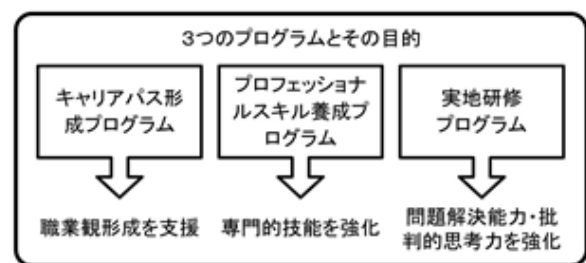 3つのプログラムとその目的
キャリアパス形
成プログラム
プロフェッショナ
ルスキル養成プ
ログラム
実地研修
プログラム
職業観形成を支援
専門的技能を強化
問題解決能力・批
判的思考力を強化